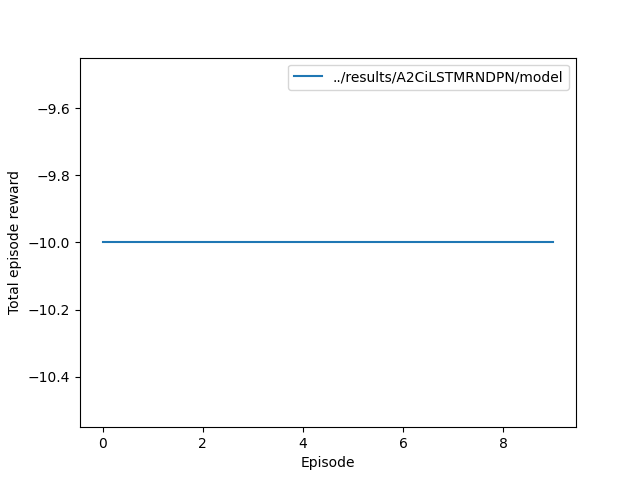 ../results/A2CiLSTMRNDPN/model
Total episode reward
−9.6
−9.8
−10.0
−10.2
−10.4
0 2 4 6 8
Episode